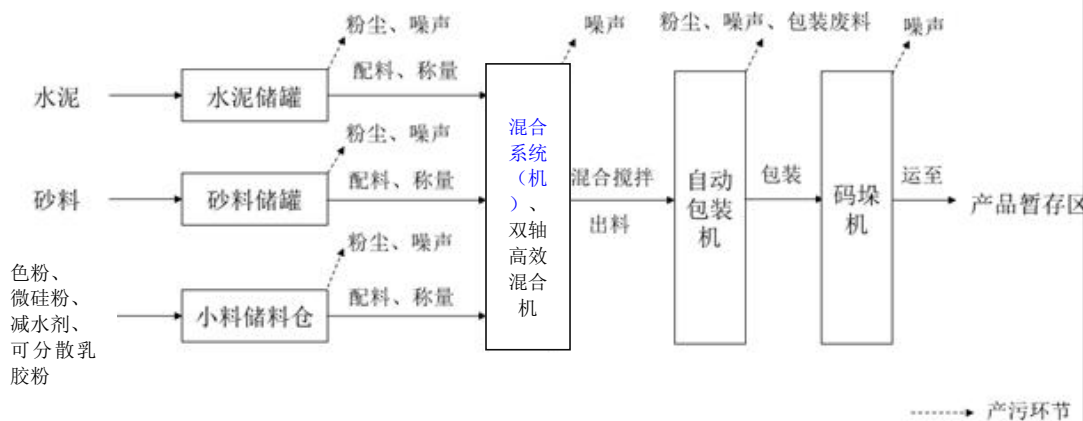 粉尘、噪声
噪声
粉尘、噪声、包装废料
噪声
水泥
水泥储罐
配料、称量
粉尘、噪声
砂料
砂料储罐
配料、称量
粉尘、噪声
色粉、
微硅粉、
减水剂、
可分散乳
胶粉
小料储料仓
配料、称量
混合
系统
（机
）、
双轴
高效
混合
机
混合搅拌
出料
自动
包装
机
包装
码垛
机
运至
产品暂存区
产污环节